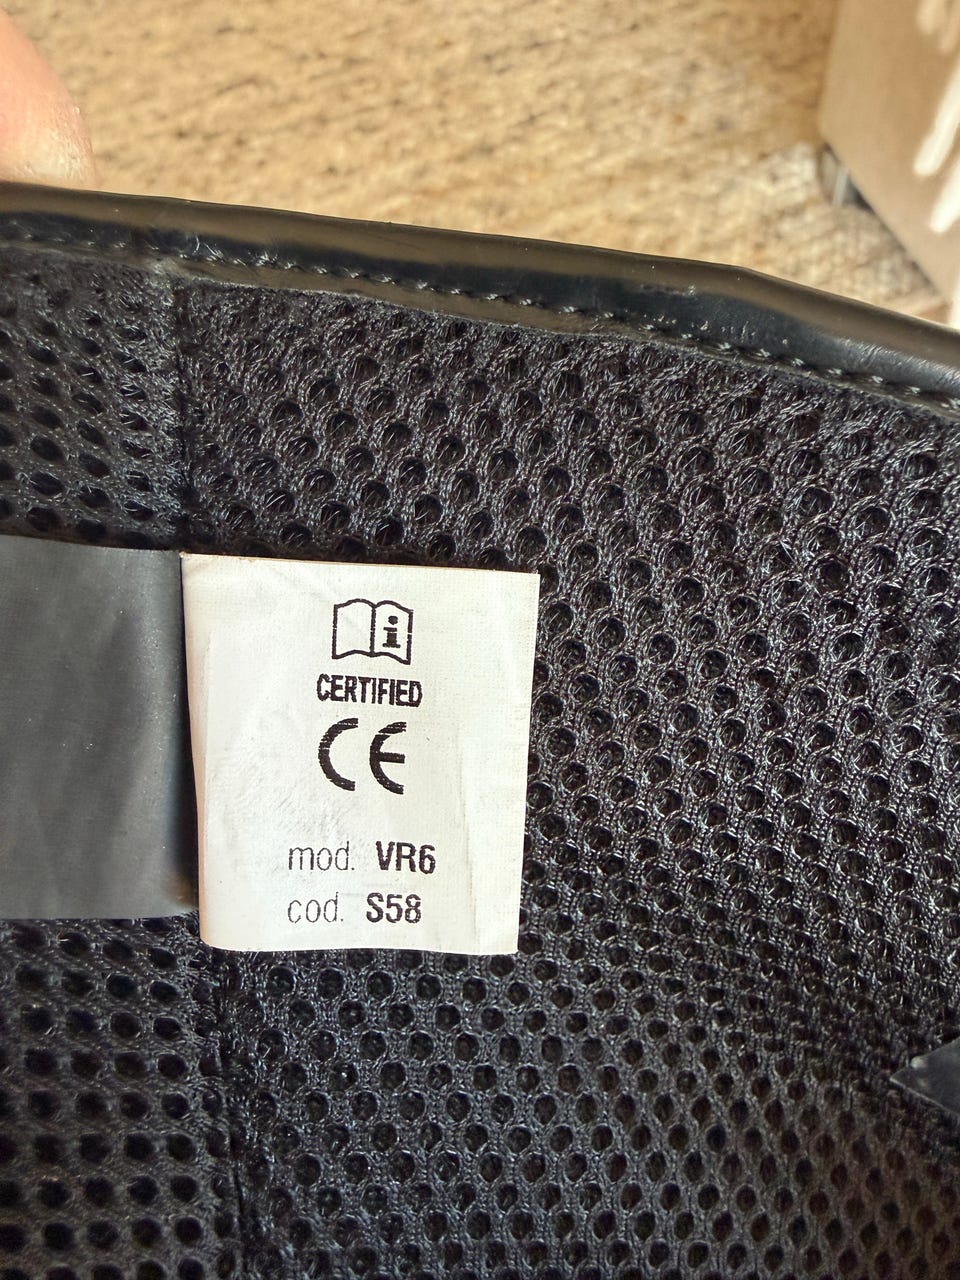 i
CERTIFIED
CE
mod. VR6
cod. S58